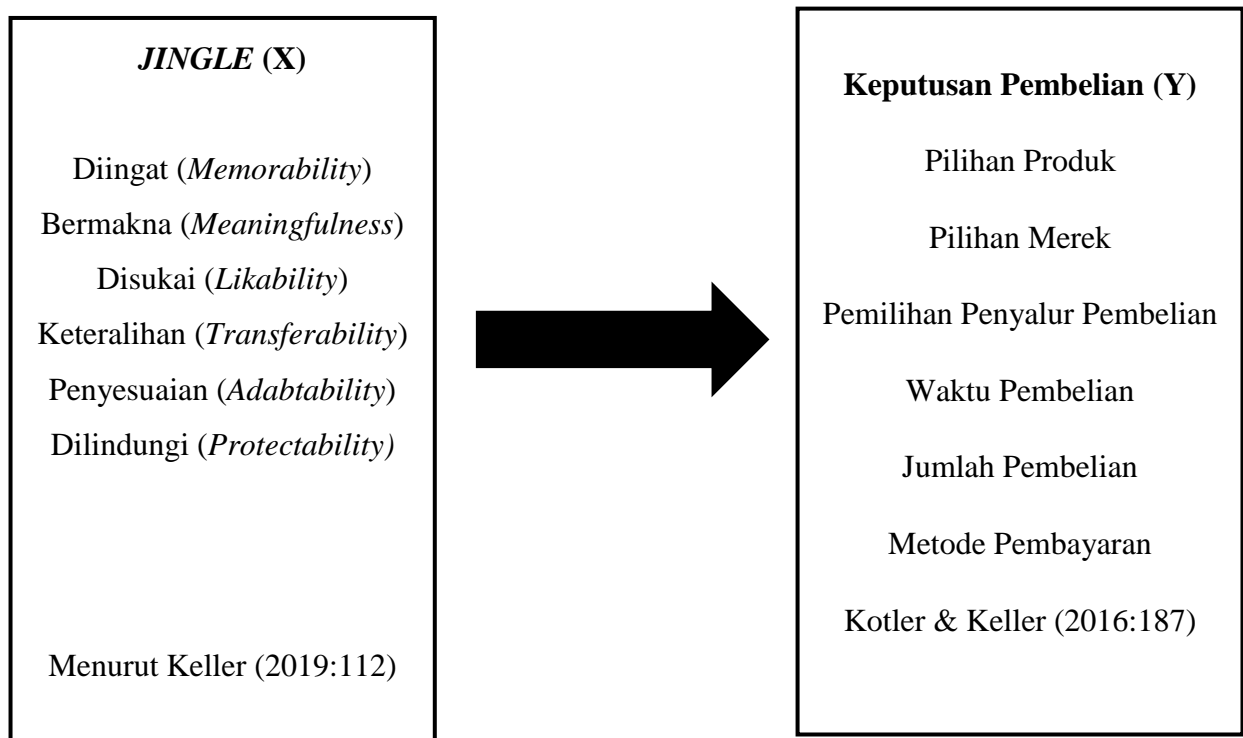 JINGLE (X)
Diingat (Memorability)
Bermakna (Meaningfulness)
Disukai (Likability)
Keteralihan (Transferability)
Penyesuaian (Adabtability)
Dilindungi (Protectability)
Menurut Keller (2019:112)
Keputusan Pembelian (Y)
Pilihan Produk
Pilihan Merek
Pemilihan Penyalur Pembelian
Waktu Pembelian
Jumlah Pembelian
Metode Pembayaran
Kotler & Keller (2016:187)